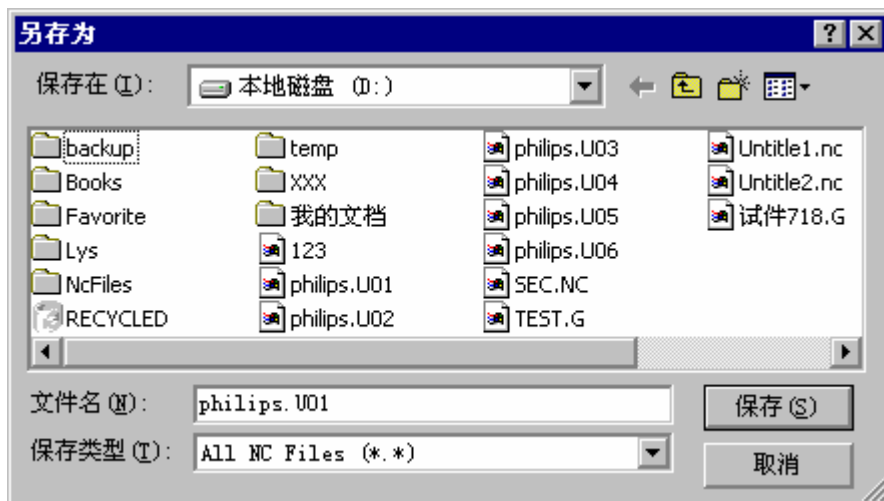 另存为
保存在(I): 本地磁盘 (D:)
backup temp philips.U03 Untitle1.nc
Books XXX philips.U04 Untitle2.nc
Favorite 我的文档 philips.U05 试件718.G
Lys 123 philips.U06
NcFiles philips.U01 SEC.NC
RECYCLED philips.U02 TEST.G
文件名(N): philips.U01 保存(S)
保存类型(T): All NC Files (*.*) 取消